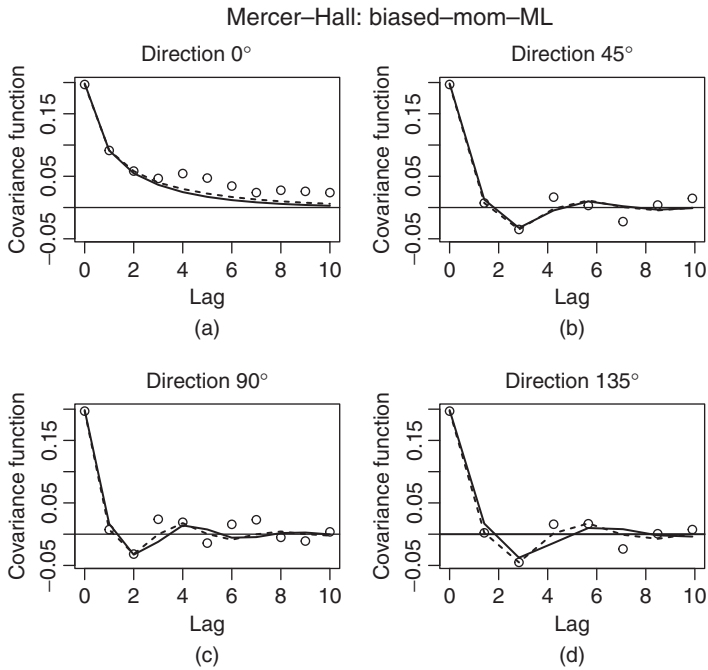 Mercer–Hall: biased–mom–ML
Direction 0°
Covariance function
−0.05 0.05 0.15
0 2 4 6 8 10
Lag
(a)
Direction 45°
Covariance function
−0.05 0.05 0.15
0 2 4 6 8 10
Lag
(b)
Direction 90°
Covariance function
−0.05 0.05 0.15
0 2 4 6 8 10
Lag
(c)
Direction 135°
Covariance function
−0.05 0.05 0.15
0 2 4 6 8 10
Lag
(d)